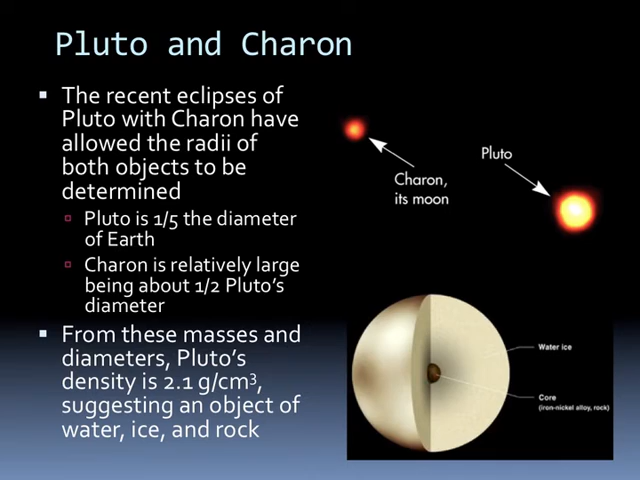 Pluto and Charon
The recent eclipses of
Pluto with Charon have
allowed the radii of
both objects to be
determined
Pluto is 1/5 the diameter
of Earth
Charon is relatively large
being about 1/2 Pluto's
diameter
From these masses and
diameters, Pluto's
density is 2.1 g/cm³,
suggesting an object of
water, ice, and rock
Charon,
its moon
Pluto
Water ice
Core
(iron-nickel alloy, rock)